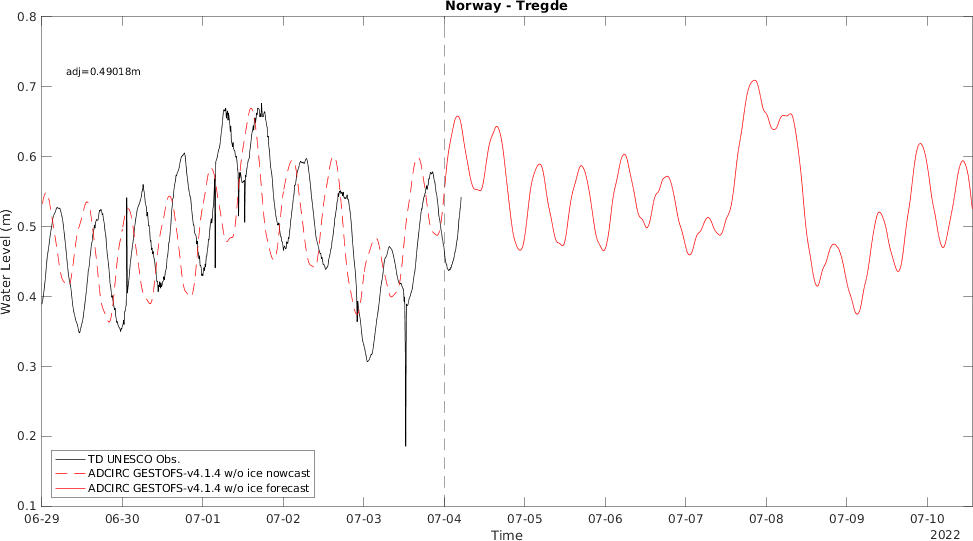 Norway - Tregde
0.8
0.7
0.6
0.5
0.4
0.3
0.2
0.1
Water Level (m)
adj=0.49018m
TD UNESCO Obs.
ADCIRC GESTOFS-v4.1.4 w/o ice nowcast
ADCIRC GESTOFS-v4.1.4 w/o ice forecast
06-29 06-30 07-01 07-02 07-03 07-04 07-05 07-06 07-07 07-08 07-09 07-10
Time
2022